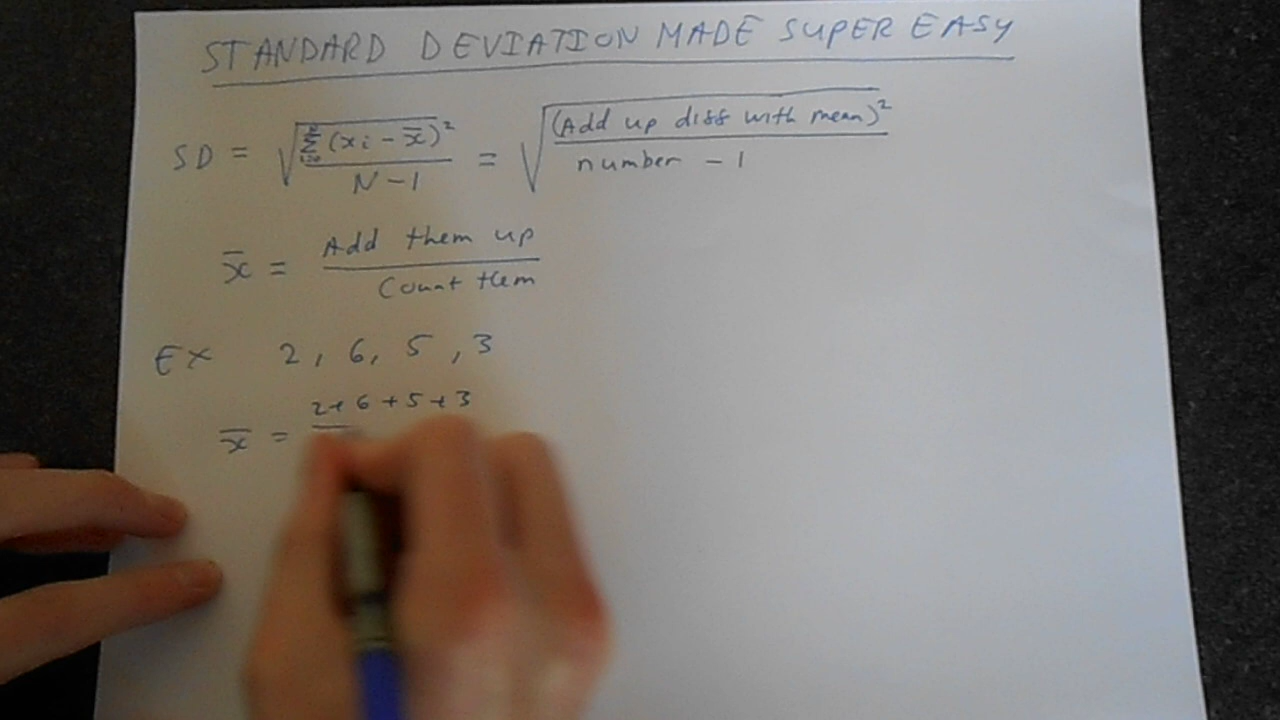 STANDARD DEVIATION MADE SUPER EASY
SD = √(Σ(xi - x̄)² / N - 1) = √((Add up diff with mean)² / number - 1)
x̄ = Add them up / Count them
EX 2, 6, 5, 3
x̄ = 2 + 6 + 5 + 3